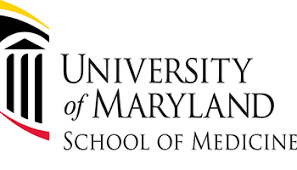 UNIVERSITY
of MARYLAND
SCHOOL OF MEDICINE